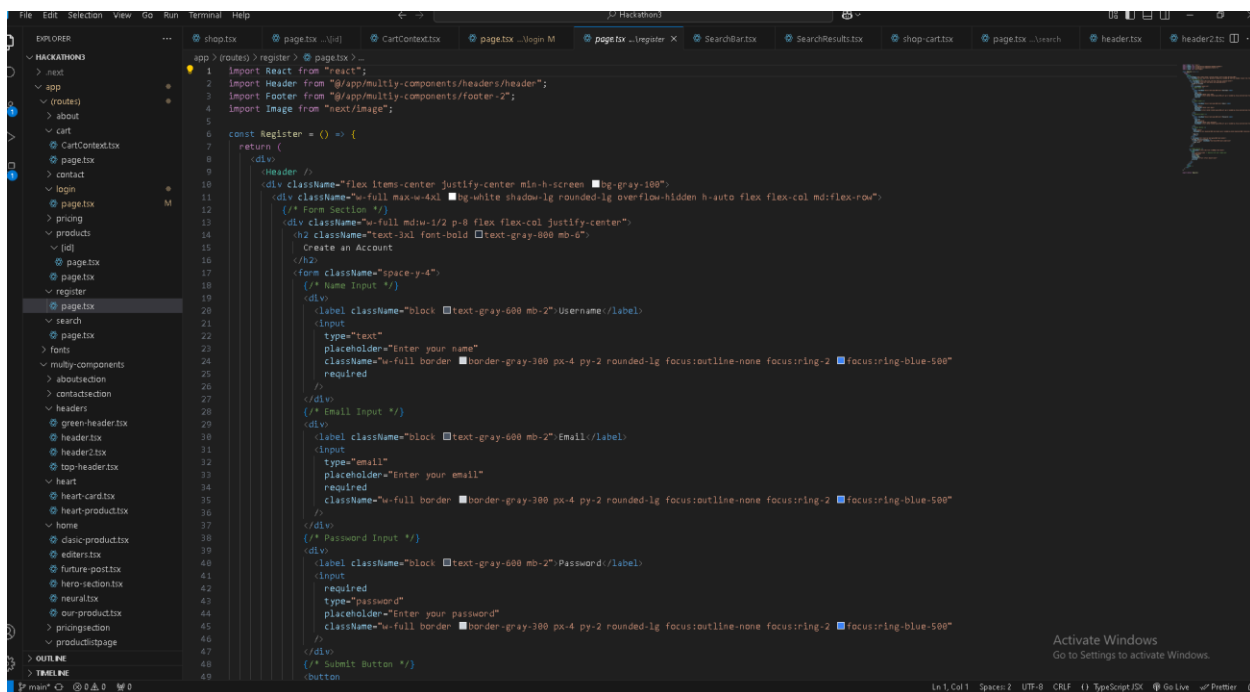 File Edit Selection View Go Run Terminal Help
Hackathon3
EXPLORER
shop.tsx
page.tsx ...\[id]
CartContext.tsx
page.tsx ...\login M
page.tsx ...\register
SearchBar.tsx
SearchResults.tsx
shop-cart.tsx
page.tsx ...\search
header.tsx
header2.ts
HACKATHON3
.next
app
(routes)
about
cart
CartContext.tsx
page.tsx
contact
login
page.tsx M
pricing
products
[id]
page.tsx
page.tsx
register
page.tsx
search
page.tsx
fonts
multiy-components
aboutsection
contactsection
headers
green-header.tsx
header.tsx
header2.tsx
top-header.tsx
heart
heart-card.tsx
heart-product.tsx
home
clasic-product.tsx
editers.tsx
furture-post.tsx
hero-section.tsx
neural.tsx
our-product.tsx
pricingsection
productlistpage
OUTLINE
TIMELINE
app > (routes) > register > page.tsx > ...
1 import React from "react";
2 import Header from "@/app/multiy-components/headers/header";
3 import Footer from "@/app/multiy-components/footer-2";
4 import Image from "next/image";
5
6 const Register = () => {
7 return (
8 <div>
9 <Header />
10 <div className="flex items-center justify-center min-h-screen bg-gray-100">
11 <div className="w-full max-w-4xl bg-white shadow-lg rounded-lg overflow-hidden h-auto flex flex-col md:flex-row">
12 {/* Form Section */}
13 <div className="w-full md:w-1/2 p-8 flex flex-col justify-center">
14 <h2 className="text-3xl font-bold text-gray-800 mb-6">
15 Create an Account
16 </h2>
17 <form className="space-y-4">
18 {/* Name Input */}
19 <div>
20 <label className="block text-gray-600 mb-2">Username</label>
21 <input
22 type="text"
23 placeholder="Enter your name"
24 className="w-full border border-gray-300 px-4 py-2 rounded-lg focus:outline-none focus:ring-2 focus:ring-blue-500"
25 required
26 />
27 </div>
28 {/* Email Input */}
29 <div>
30 <label className="block text-gray-600 mb-2">Email</label>
31 <input
32 type="email"
33 placeholder="Enter your email"
34 required
35 className="w-full border border-gray-300 px-4 py-2 rounded-lg focus:outline-none focus:ring-2 focus:ring-blue-500"
36 />
37 </div>
38 {/* Password Input */}
39 <div>
40 <label className="block text-gray-600 mb-2">Password</label>
41 <input
42 required
43 type="password"
44 placeholder="Enter your password"
45 className="w-full border border-gray-300 px-4 py-2 rounded-lg focus:outline-none focus:ring-2 focus:ring-blue-500"
46 />
47 </div>
48 {/* Submit Button */}
49 <button
Activate Windows
Go to Settings to activate Windows.
main* 0 0 0 Ln 1, Col 1 Spaces: 2 UTF-8 CRLF {} TypeScript JSX Go Live Prettier